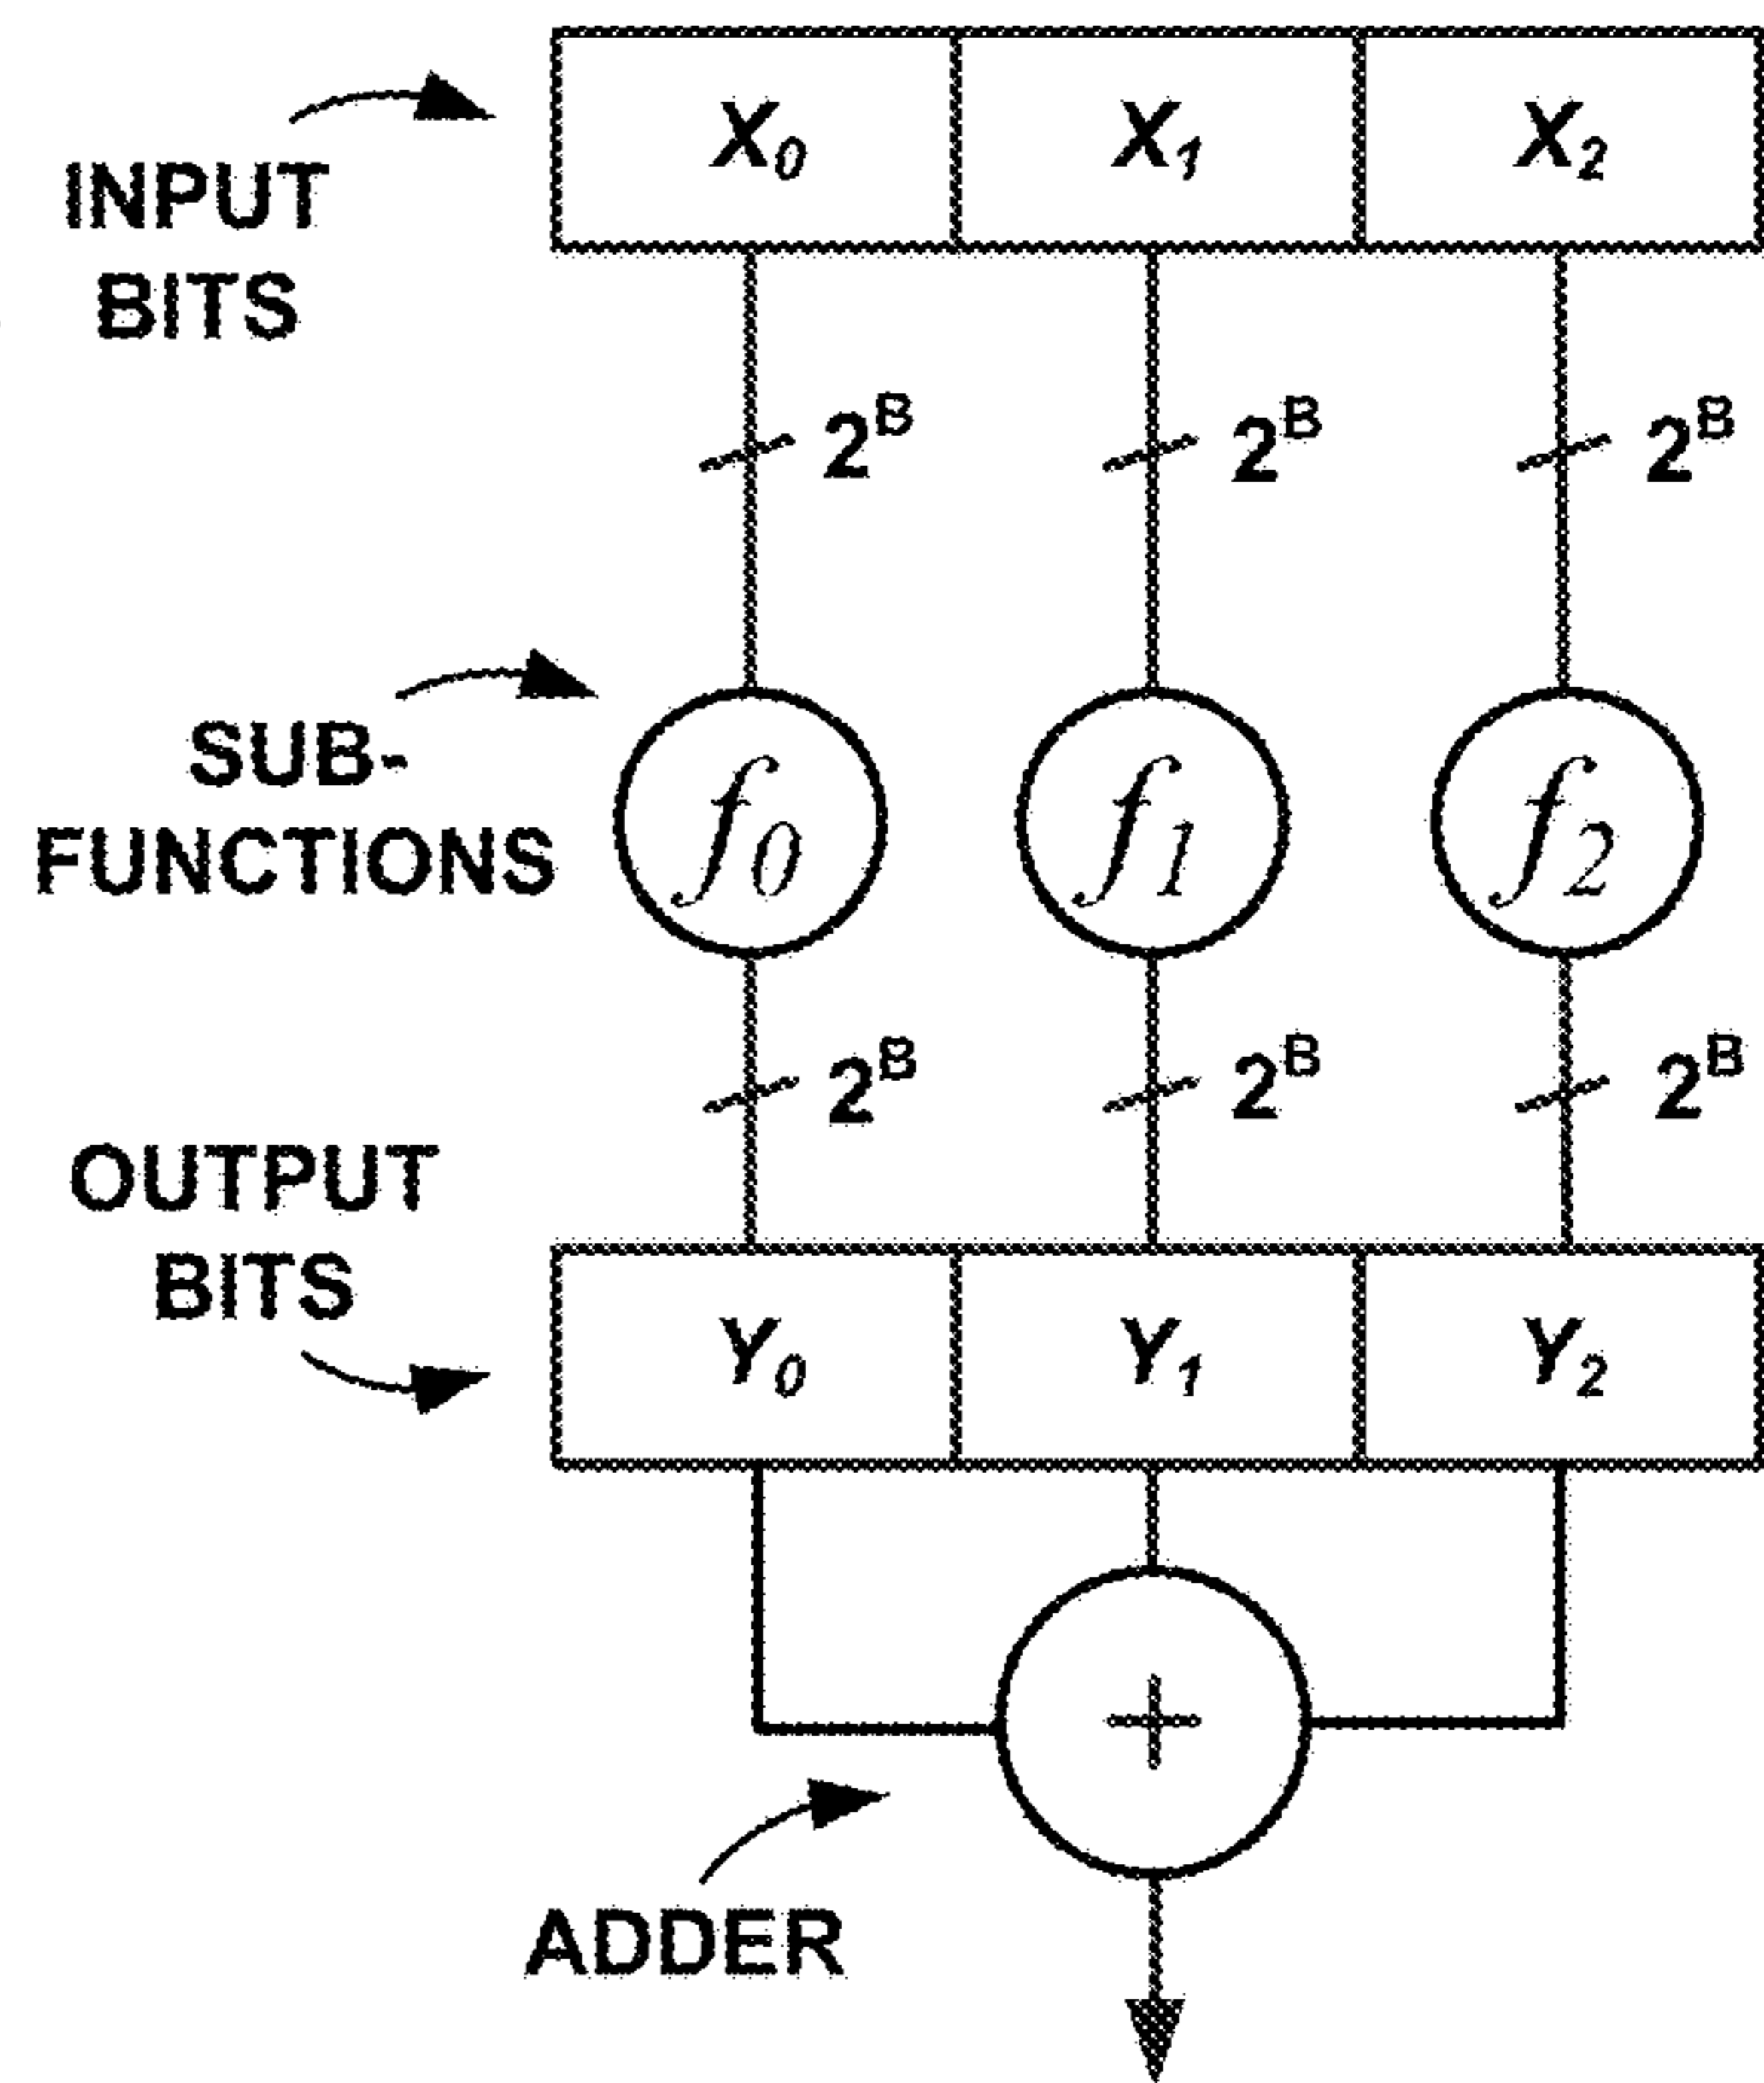 X₀ X₁ X₂
INPUT
BITS
2ᴮ 2ᴮ 2ᴮ
SUB-
FUNCTIONS
f₀ f₁ f₂
2ᴮ 2ᴮ 2ᴮ
OUTPUT
BITS
Y₀ Y₁ Y₂
+
ADDER